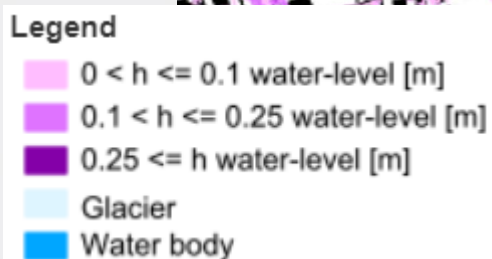 Legend
0 < h <= 0.1 water-level [m]
0.1 < h <= 0.25 water-level [m]
0.25 <= h water-level [m]
Glacier
Water body